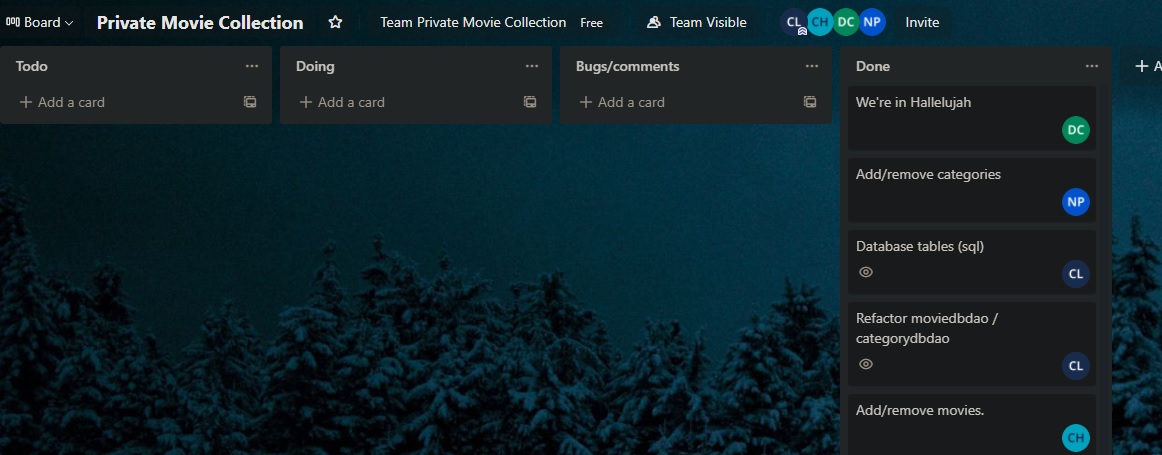 Board
Private Movie Collection
Team Private Movie Collection Free
Team Visible
CL CH DC NP
Invite
Todo
Add a card
Doing
Add a card
Bugs/comments
Add a card
Done
We're in Hallelujah
DC
Add/remove categories
NP
Database tables (sql)
CL
Refactor moviedbdao /
categorydbdao
CL
Add/remove movies.
CH
A